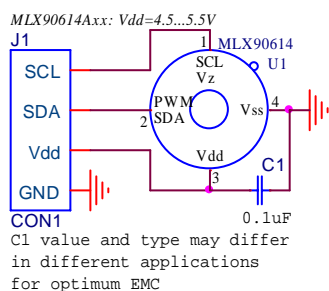 MLX90614Axx: Vdd=4.5...5.5V
J1
SCL
SDA
Vdd
GND
CON1
1
MLX90614
U1
SCL
Vz
PWM
SDA
2
Vss
4
Vdd
3
C1
0.1uF
C1 value and type may differ
in different applications
for optimum EMC